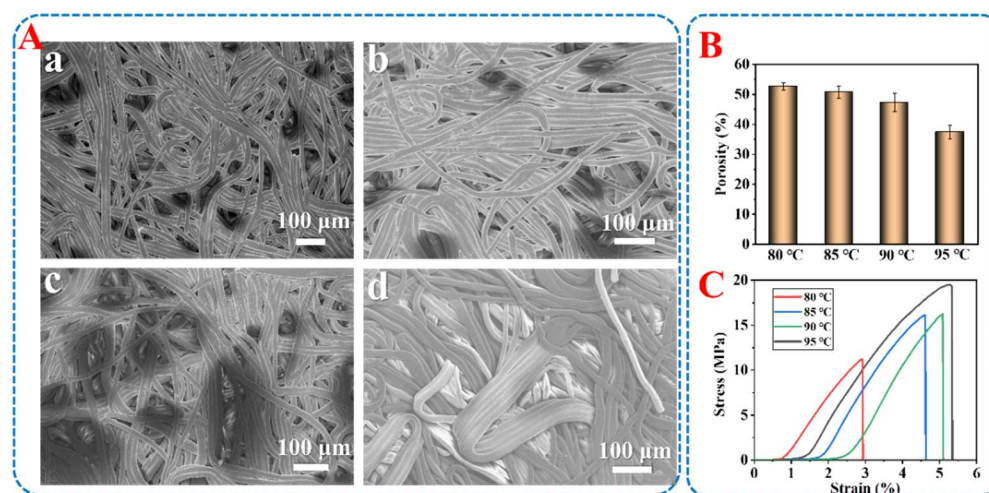 A
a
100 µm
b
100 µm
c
100 µm
d
100 µm
B
Porosity (%)
60
50
40
30
20
10
0
80 ℃ 85 ℃ 90 ℃ 95 ℃
C
Stress (MPa)
20
15
10
5
0
80 ℃
85 ℃
90 ℃
95 ℃
0 1 2 3 4 5 6
Strain (%)